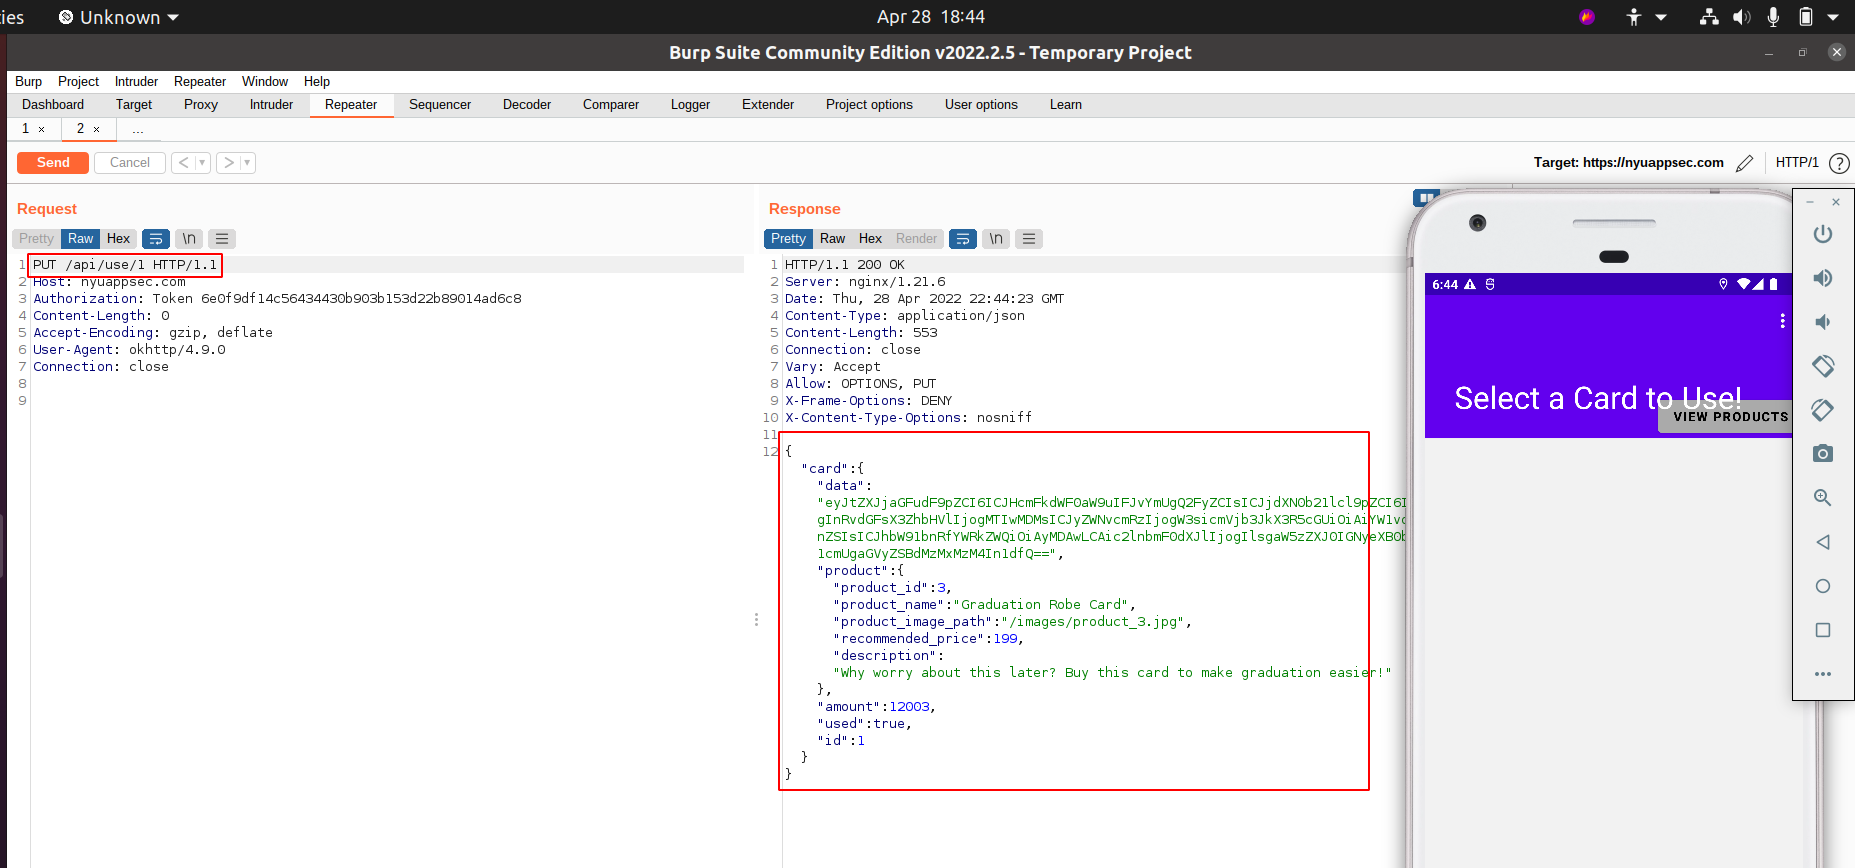 ies Unknown Apr 28 18:44
Burp Suite Community Edition v2022.2.5 - Temporary Project
Burp Project Intruder Repeater Window Help
Dashboard Target Proxy Intruder Repeater Sequencer Decoder Comparer Logger Extender Project options User options Learn
1 × 2 × ...
Send Cancel < >
Target: https://nyuappsec.com HTTP/1 ?
Request
Pretty Raw Hex \n
1 PUT /api/use/1 HTTP/1.1
2 Host: nyuappsec.com
3 Authorization: Token 6e0f9df14c56434430b903b153d22b89014ad6c8
4 Content-Length: 0
5 Accept-Encoding: gzip, deflate
6 User-Agent: okhttp/4.9.0
7 Connection: close
8
9
Response
Pretty Raw Hex Render \n
1 HTTP/1.1 200 OK
2 Server: nginx/1.21.6
3 Date: Thu, 28 Apr 2022 22:44:23 GMT
4 Content-Type: application/json
5 Content-Length: 553
6 Connection: close
7 Vary: Accept
8 Allow: OPTIONS, PUT
9 X-Frame-Options: DENY
10 X-Content-Type-Options: nosniff
11
12 {
"card":{
"data":
"product":{
"product_id":3,
"product_name":"Graduation Robe Card",
"product_image_path":"/images/product_3.jpg",
"recommended_price":199,
"description":
"Why worry about this later? Buy this card to make graduation easier!"
},
"amount":12003,
"used":true,
"id":1
}
}
6:44
Select a Card to Use!
VIEW PRODUCTS